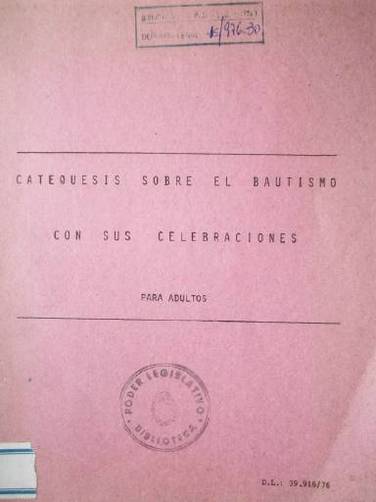 CATEQUESIS SOBRE EL BAUTISMO
CON SUS CELEBRACIONES
PARA ADULTOS
PODER LEGISLATIVO
BIBLIOTECA
D.L.: 39.916/76